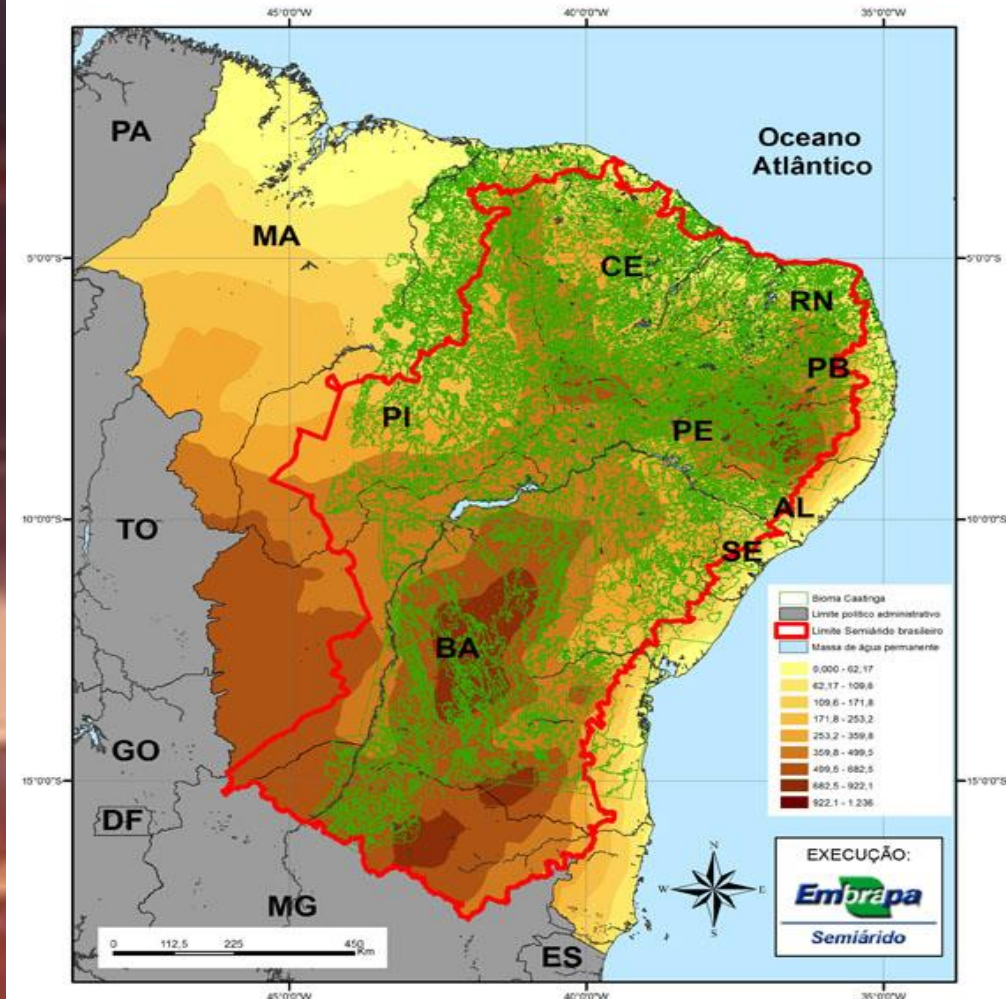 45°0'0"W
40°0'0"W
35°0'0"W
PA
Oceano
Atlântico
MA
CE
RN
5°0'0"S
5°0'0"S
PB
PI
PE
TO
10°0'0"S
AL
10°0'0"S
SE
Bioma Caatinga
Limite político administrativo
Limite Semiárido brasileiro
Massa de água permanente
BA
0,000 - 62,17
62,17 - 109,6
109,6 - 171,8
171,8 - 253,2
253,2 - 359,8
359,8 - 499,5
499,5 - 682,5
682,5 - 922,1
922,1 - 1.236
GO
15°0'0"S
15°0'0"S
DF
EXECUÇÃO:
Embrapa
Semiárido
N
W E
S
MG
0 112,5 225 450
Km
ES
45°0'0"W
40°0'0"W
35°0'0"W